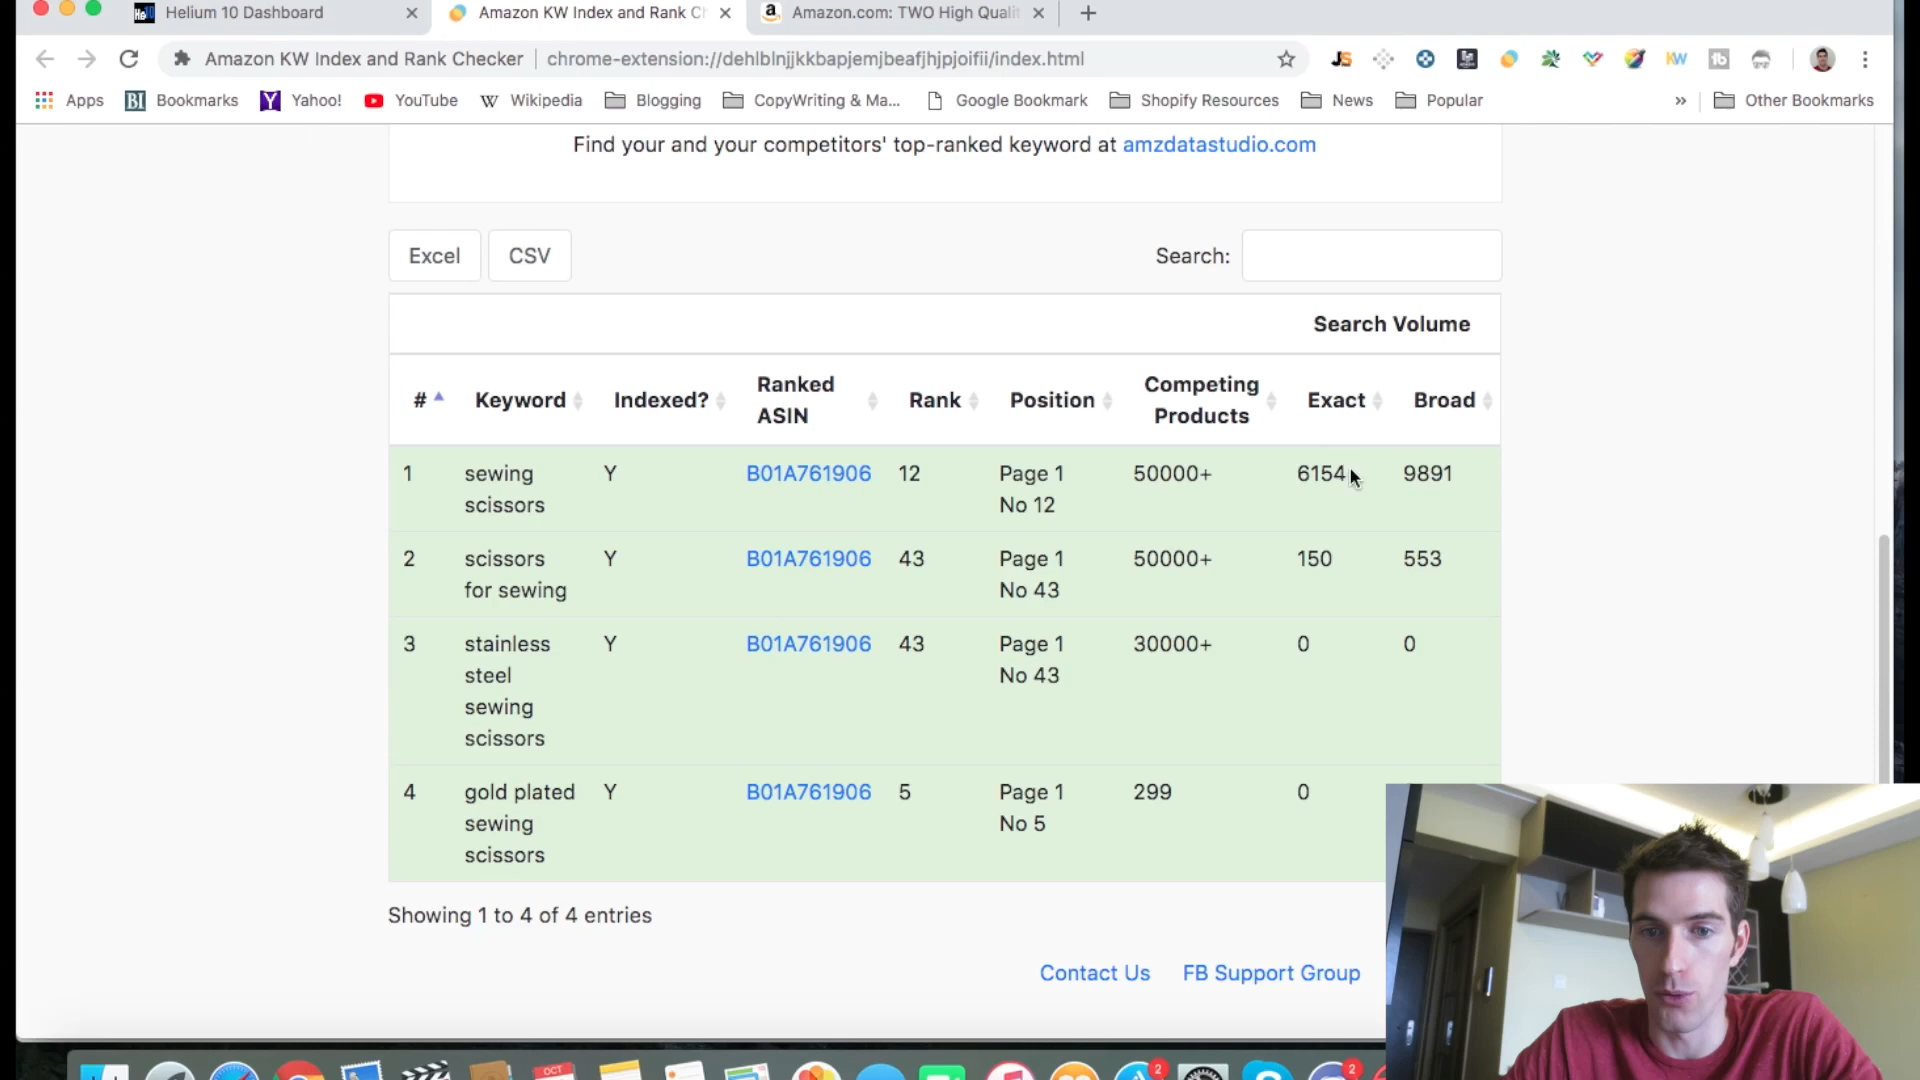 Helium 10 Dashboard
Amazon KW Index and Rank Ch
Amazon.com: TWO High Qualit
Amazon KW Index and Rank Checker
chrome-extension://dehlblnjjkkbapjemjbeafjhjpjoifii/index.html
Apps
Bookmarks
Yahoo!
YouTube
Wikipedia
Blogging
CopyWriting & Ma...
Google Bookmark
Shopify Resources
News
Popular
»
Other Bookmarks
Find your and your competitors' top-ranked keyword at amzdatastudio.com
Excel
CSV
Search:
Search Volume
# Keyword Indexed? Ranked ASIN Rank Position Competing Products Exact Broad
1 sewing scissors Y B01A761906 12 Page 1 No 12 50000+ 6154 9891
2 scissors for sewing Y B01A761906 43 Page 1 No 43 50000+ 150 553
3 stainless steel sewing scissors Y B01A761906 43 Page 1 No 43 30000+ 0 0
4 gold plated sewing scissors Y B01A761906 5 Page 1 No 5 299 0
Showing 1 to 4 of 4 entries
Contact Us
FB Support Group
OCT
2
2